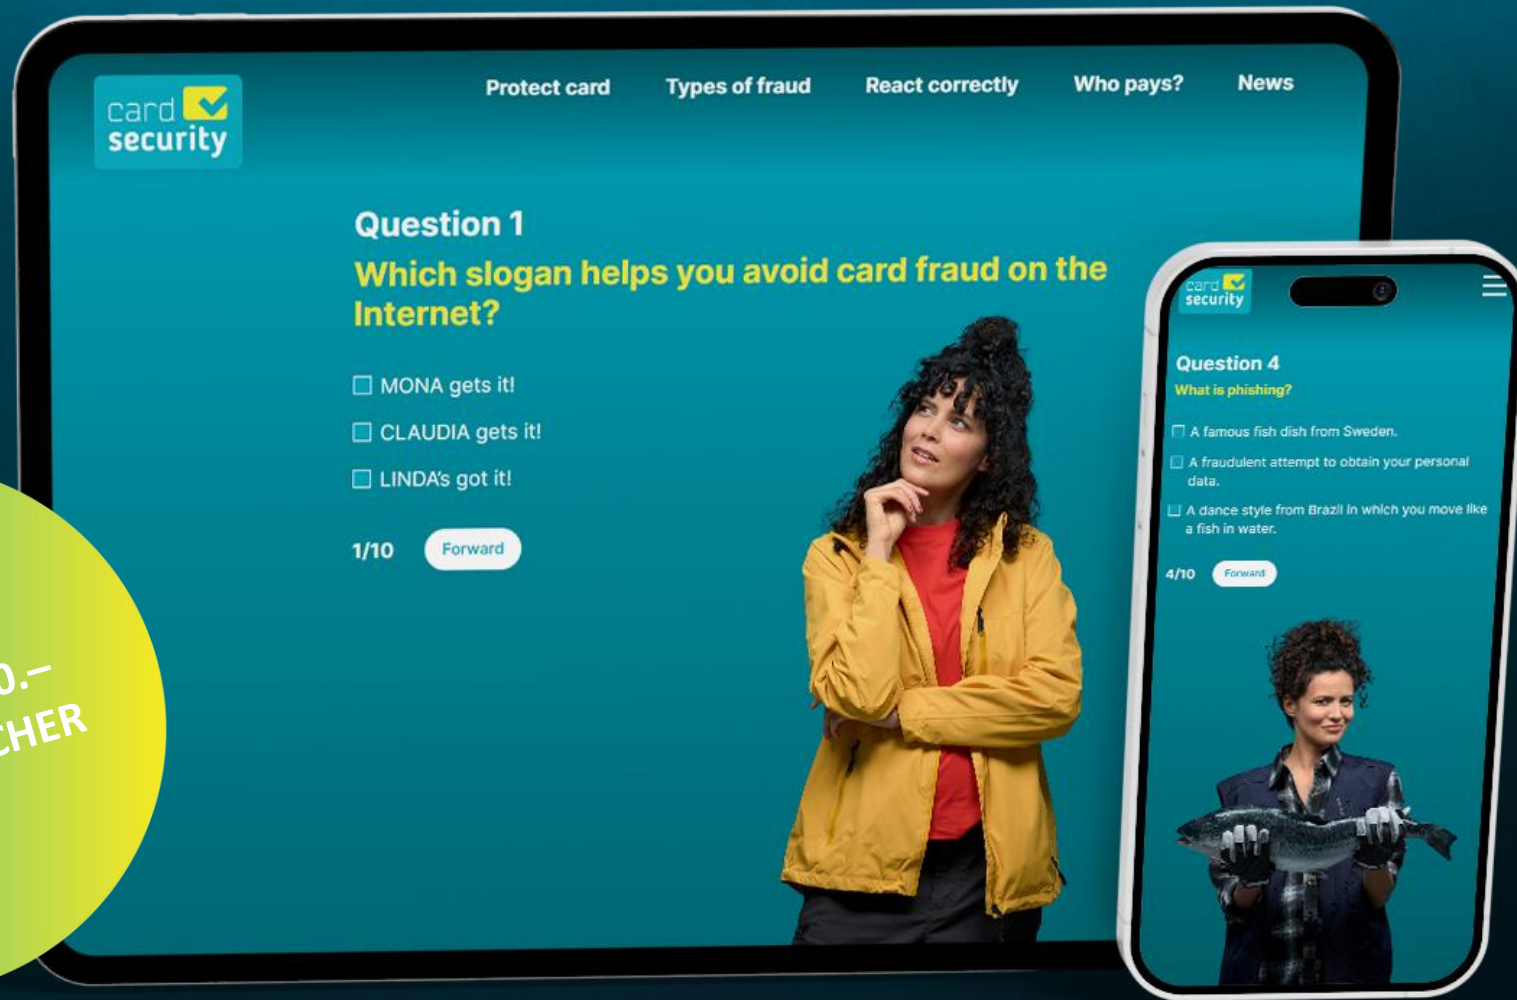 card
security
Protect card
Types of fraud
React correctly
Who pays?
News
Question 1
Which slogan helps you avoid card fraud on the
Internet?
MONA gets it!
CLAUDIA gets it!
LINDA's got it!
1/10
Forward
0.–
CHER
card
security
Question 4
What is phishing?
A famous fish dish from Sweden.
A fraudulent attempt to obtain your personal
data.
A dance style from Brazil in which you move like
a fish in water.
4/10
Forward